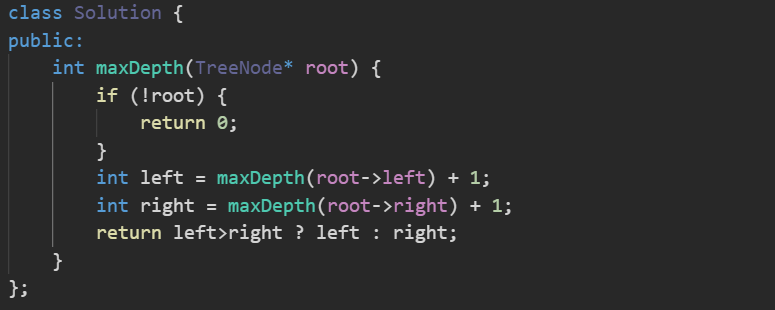 class Solution {
public:
    int maxDepth(TreeNode* root) {
        if (!root) {
            return 0;
        }
        int left = maxDepth(root->left) + 1;
        int right = maxDepth(root->right) + 1;
        return left>right ? left : right;
    }
};